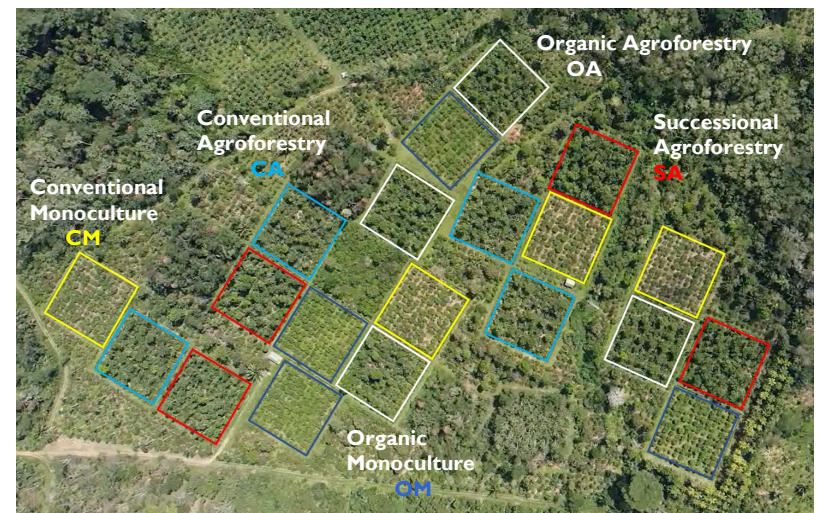 Organic Agroforestry
OA
Conventional
Agroforestry
CA
Successional
Agroforestry
SA
Conventional
Monoculture
CM
Organic
Monoculture
OM